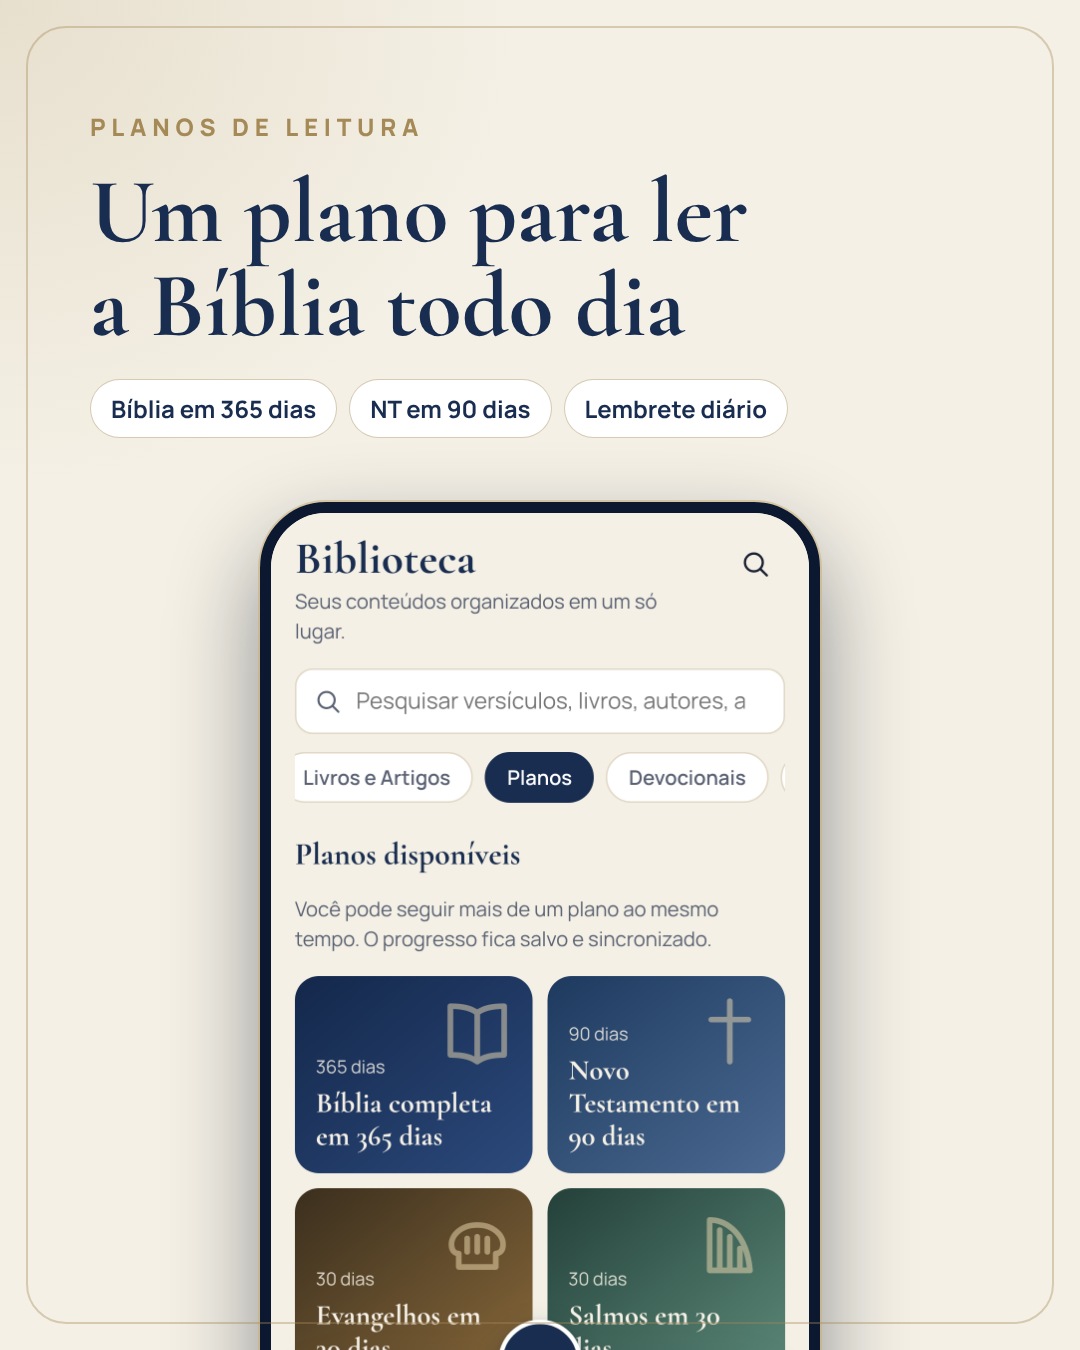 PLANOS DE LEITURA
Um plano para ler
a Bíblia todo dia
Bíblia em 365 dias
NT em 90 dias
Lembrete diário
Biblioteca
Seus conteúdos organizados em um só
lugar.
Pesquisar versículos, livros, autores, a
Livros e Artigos
Planos
Devocionais
Planos disponíveis
Você pode seguir mais de um plano ao mesmo
tempo. O progresso fica salvo e sincronizado.
365 dias
Bíblia completa
em 365 dias
90 dias
Novo
Testamento em
90 dias
30 dias
Evangelhos em
30 dias
30 dias
Salmos em 30
dias